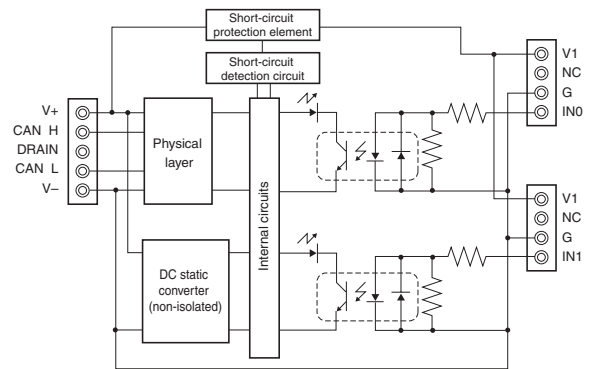 Short-circuit
protection element
Short-circuit
detection circuit
V+
CAN H
DRAIN
CAN L
V–
Physical
layer
DC static
converter
(non-isolated)
Internal circuits
V1
NC
G
IN0
V1
NC
G
IN1